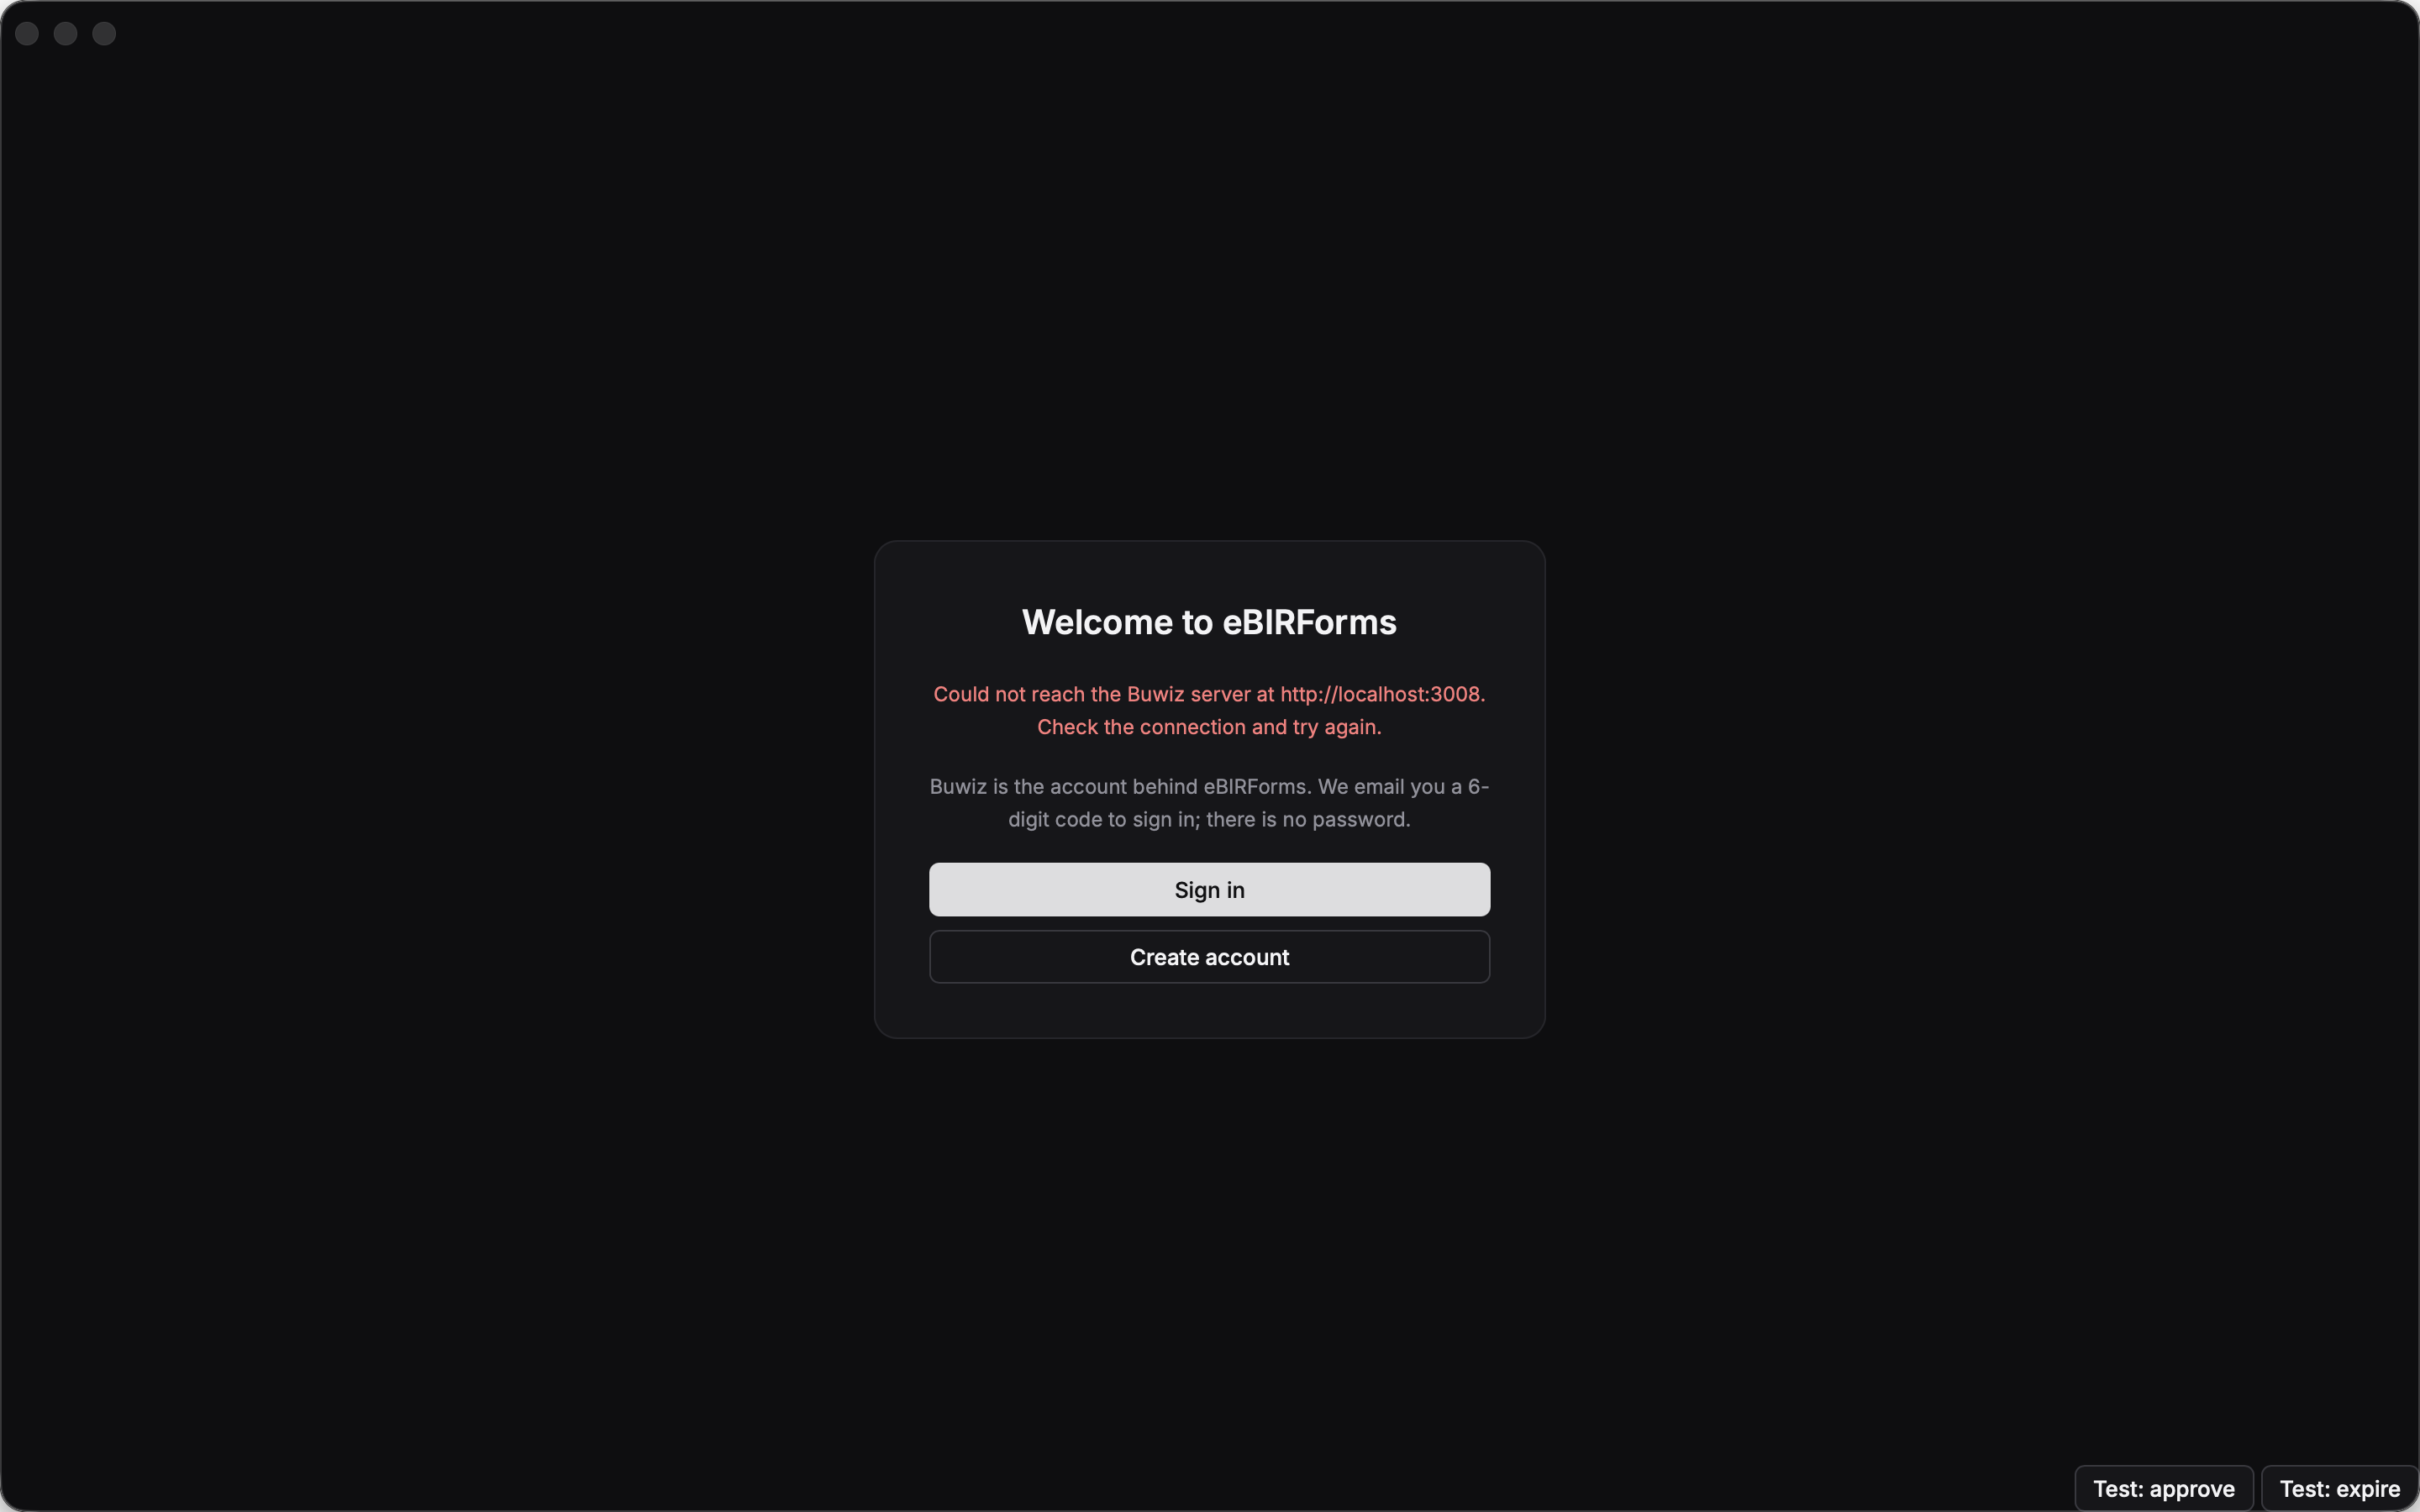 Welcome to eBIRForms
Could not reach the Buwiz server at http://localhost:3008.
Check the connection and try again.
Buwiz is the account behind eBIRForms. We email you a 6-
digit code to sign in; there is no password.
Sign in
Create account
Test: approve
Test: expire